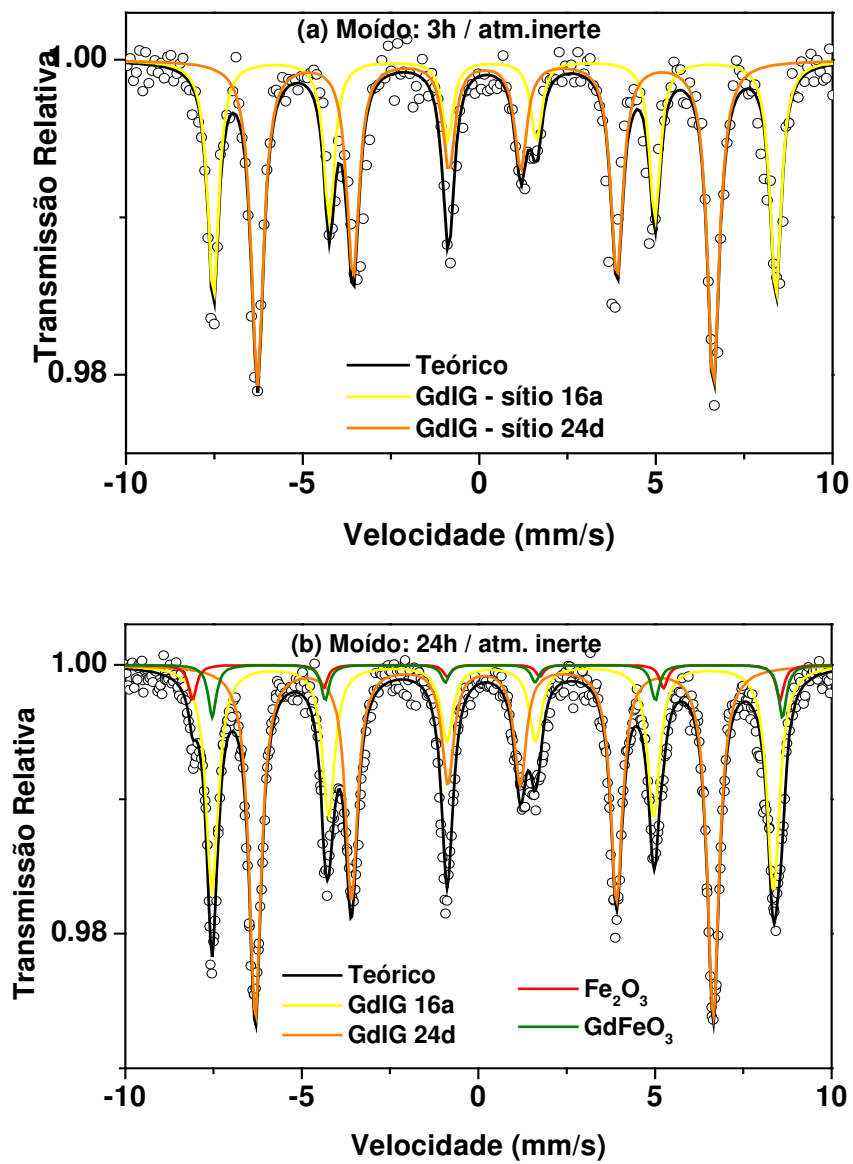 (a) Moído: 3h / atm.inerte
1.00
0.98
Transmissão Relativa
Teórico
GdIG - sítio 16a
GdIG - sítio 24d
-10 -5 0 5 10
Velocidade (mm/s)
(b) Moído: 24h / atm. inerte
1.00
0.98
Transmissão Relativa
Teórico
GdIG 16a
GdIG 24d
Fe₂O₃
GdFeO₃
-10 -5 0 5 10
Velocidade (mm/s)